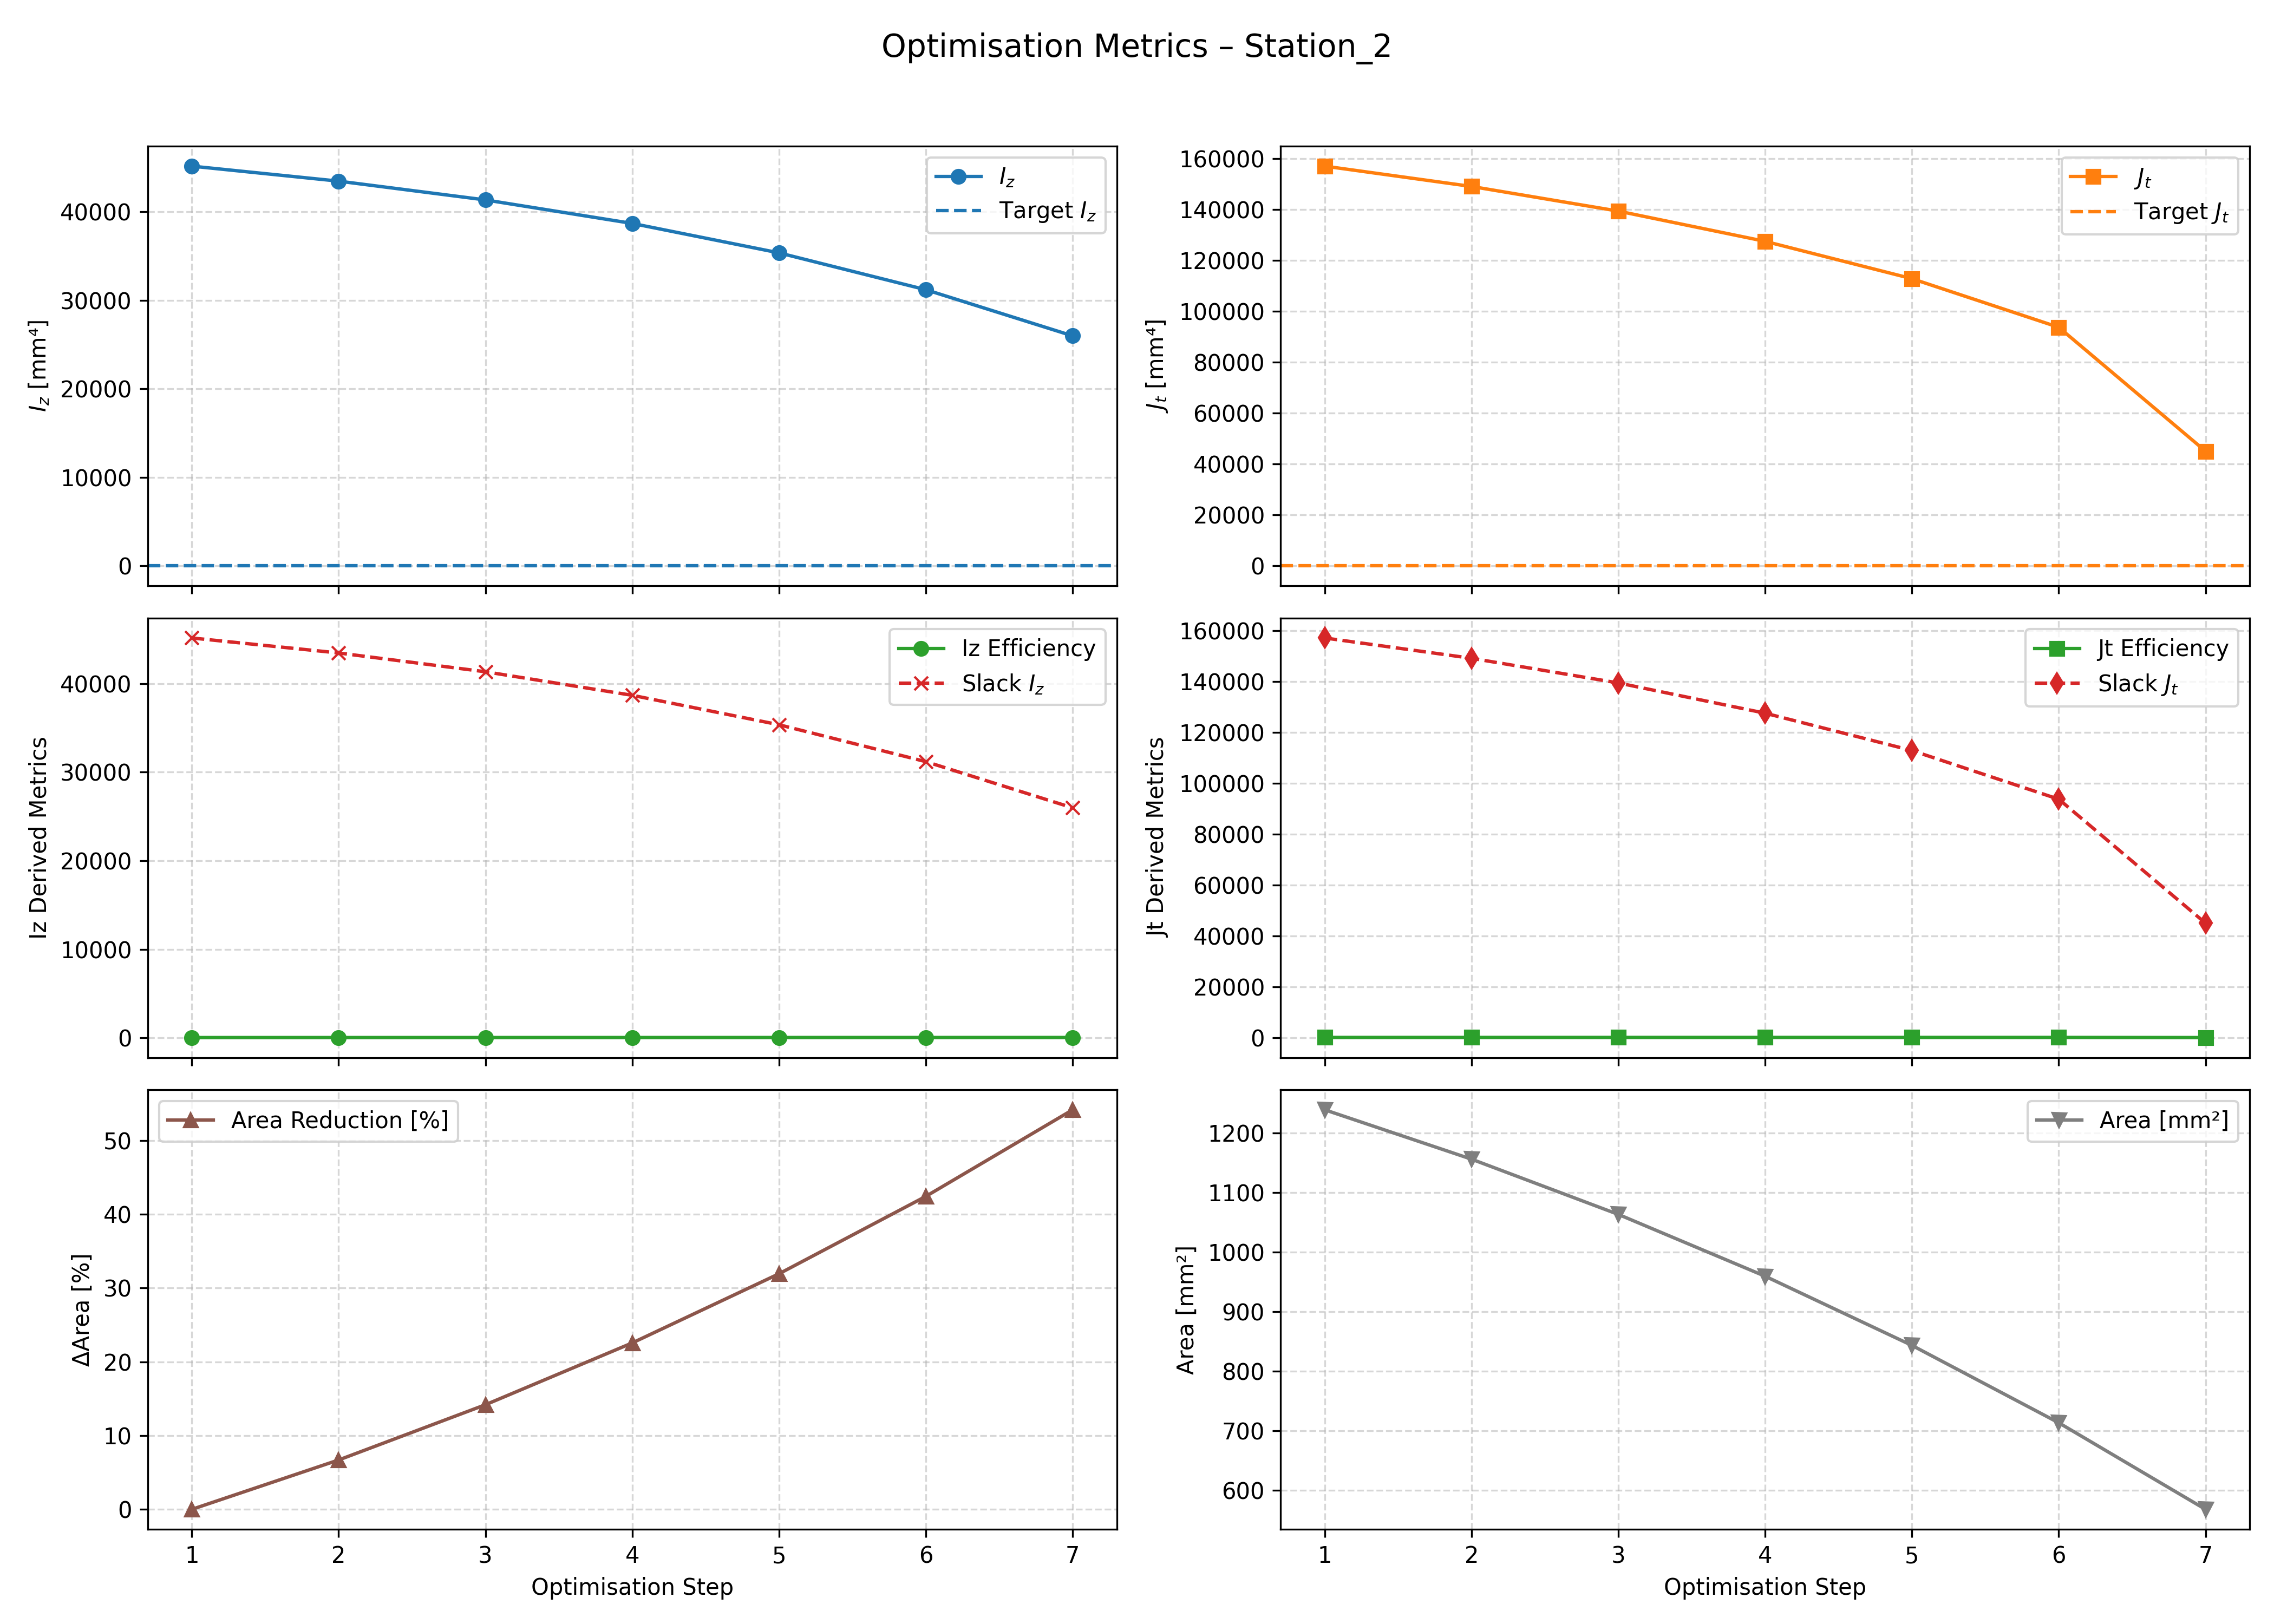 Optimisation Metrics – Station_2
I_z [mm⁴]
40000
30000
20000
10000
0
I_z
Target I_z
J_t [mm⁴]
160000
140000
120000
100000
80000
60000
40000
20000
0
J_t
Target J_t
Iz Derived Metrics
40000
30000
20000
10000
0
Iz Efficiency
Slack I_z
Jt Derived Metrics
160000
140000
120000
100000
80000
60000
40000
20000
0
Jt Efficiency
Slack J_t
ΔArea [%]
50
40
30
20
10
0
Area Reduction [%]
1 2 3 4 5 6 7
Optimisation Step
Area [mm²]
1200
1100
1000
900
800
700
600
Area [mm²]
1 2 3 4 5 6 7
Optimisation Step